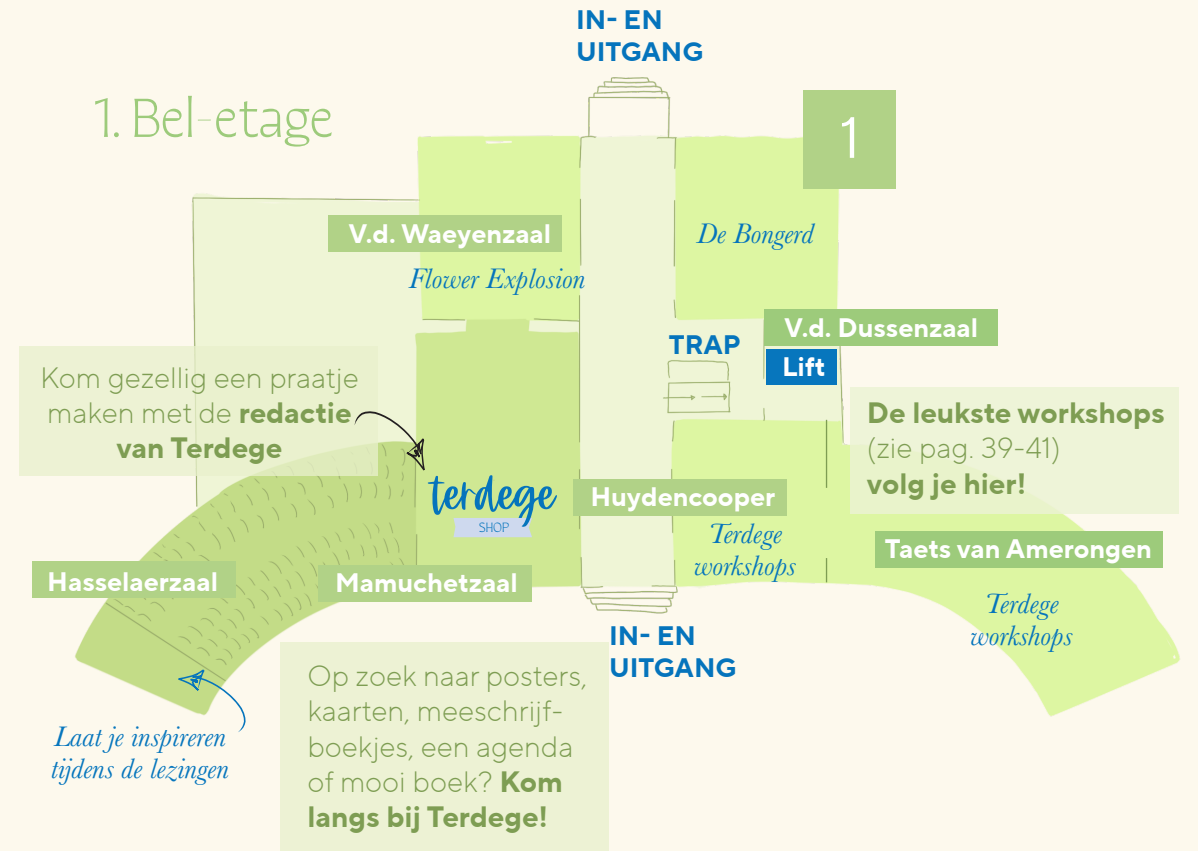 IN- EN
UITGANG
1. Bel-etage
1
V.d. Waeyenzaal
Flower Explosion
De Bongerd
V.d. Dussenzaal
TRAP
Lift
Kom gezellig een praatje
maken met de redactie
van Terdege
De leukste workshops
(zie pag. 39-41)
volg je hier!
terdege
SHOP
Huydencooper
Terdege
workshops
Taets van Amerongen
Hasselaerzaal
Mamuchetzaal
Terdege
workshops
IN- EN
UITGANG
Op zoek naar posters,
kaarten, meeschrijf-
boekjes, een agenda
of mooi boek? Kom
langs bij Terdege!
Laat je inspireren
tijdens de lezingen